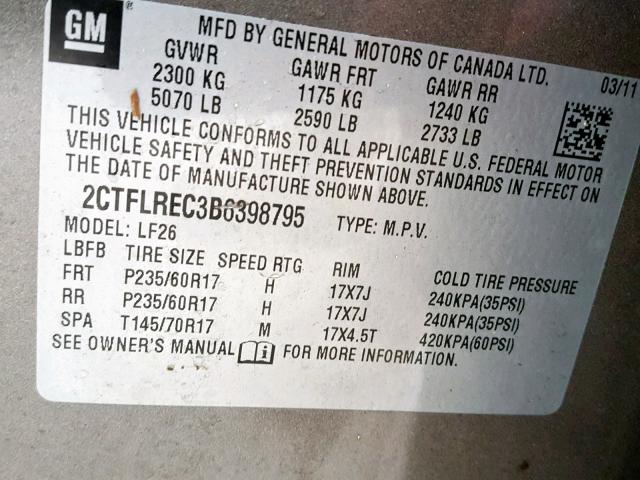 GM
MFD BY GENERAL MOTORS OF CANADA LTD.
GVWR GAWR FRT GAWR RR 03/11
2300 KG 1175 KG 1240 KG
5070 LB 2590 LB 2733 LB
THIS VEHICLE CONFORMS TO ALL APPLICABLE U.S. FEDERAL MOTOR
VEHICLE SAFETY AND THEFT PREVENTION STANDARDS IN EFFECT ON
THE DATE OF MANUFACTURE SHOWN ABOVE.
2CTFLREC3B6398795 TYPE: M.P.V.
MODEL: LF26
LBFB TIRE SIZE SPEED RTG RIM COLD TIRE PRESSURE
FRT P235/60R17 H 17X7J 240KPA(35PSI)
RR P235/60R17 H 17X7J 240KPA(35PSI)
SPA T145/70R17 M 17X4.5T 420KPA(60PSI)
SEE OWNER'S MANUAL FOR MORE INFORMATION.